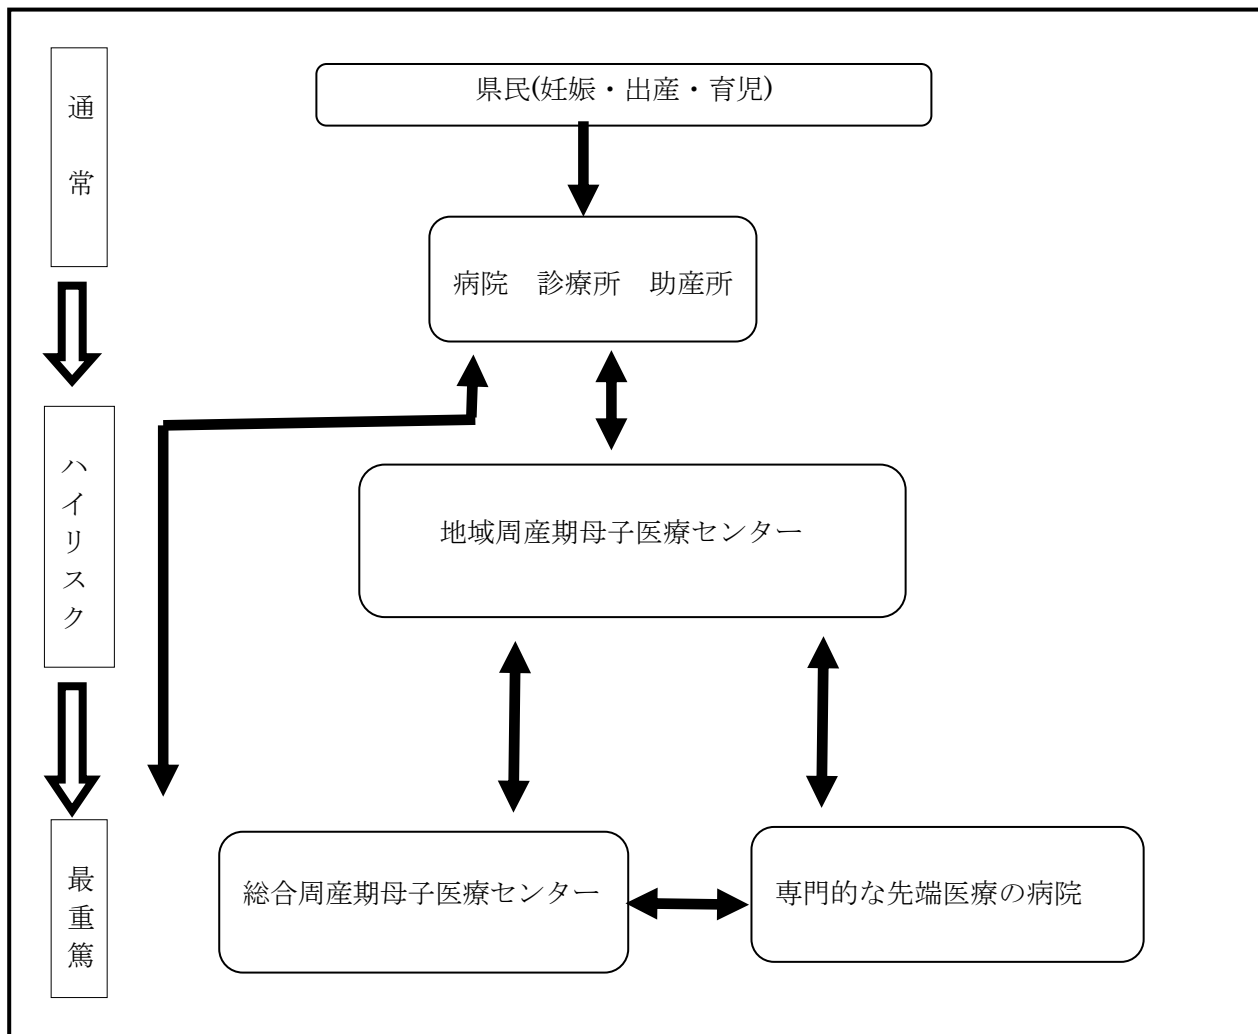 通常
県民(妊娠・出産・育児)
病院　診療所　助産所
ハイリスク
地域周産期母子医療センター
最重篤
総合周産期母子医療センター
専門的な先端医療の病院